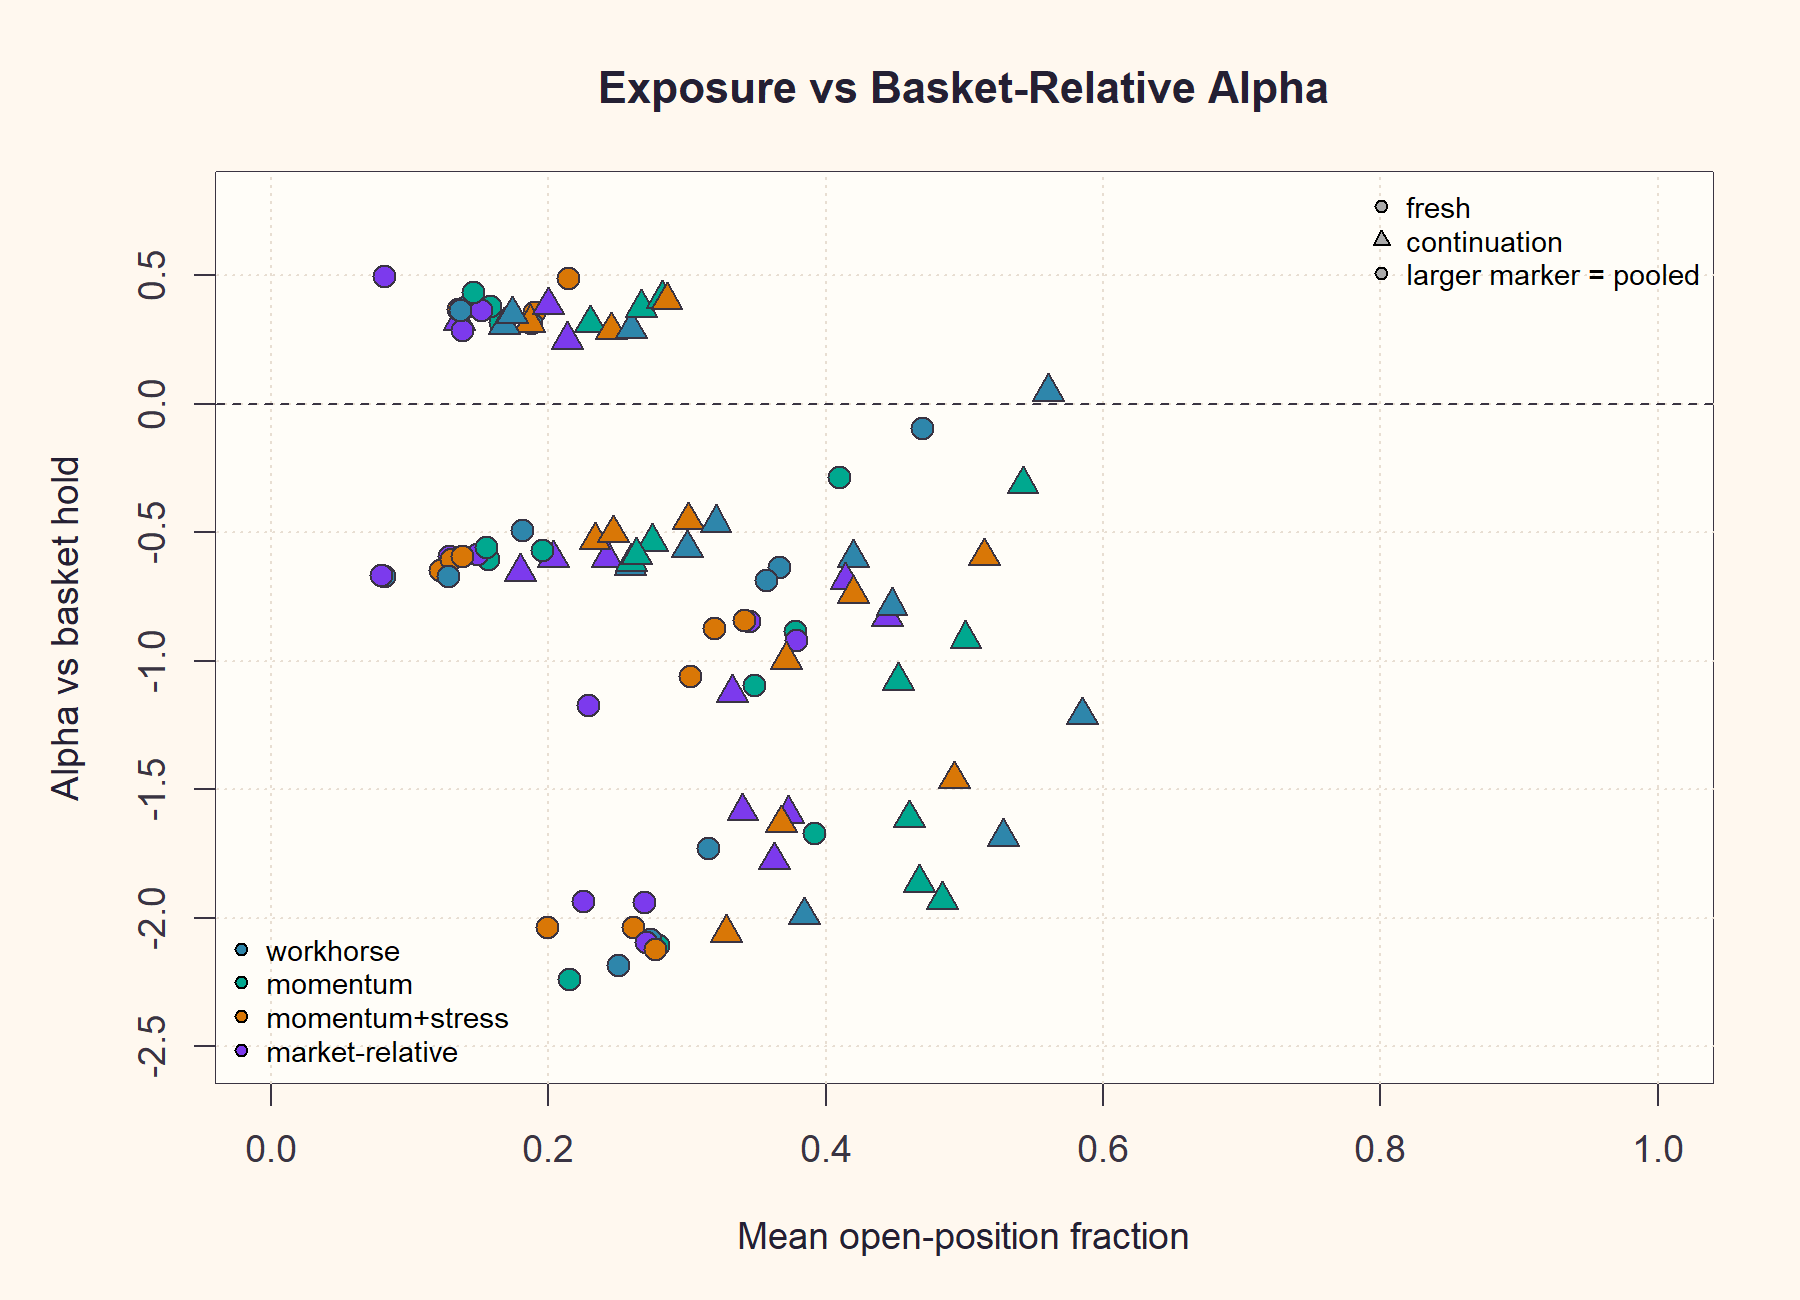 Exposure vs Basket-Relative Alpha
fresh
continuation
larger marker = pooled
Alpha vs basket hold
0.5
0.0
-0.5
-1.0
-1.5
-2.0
-2.5
workhorse
momentum
momentum+stress
market-relative
0.0 0.2 0.4 0.6 0.8 1.0
Mean open-position fraction